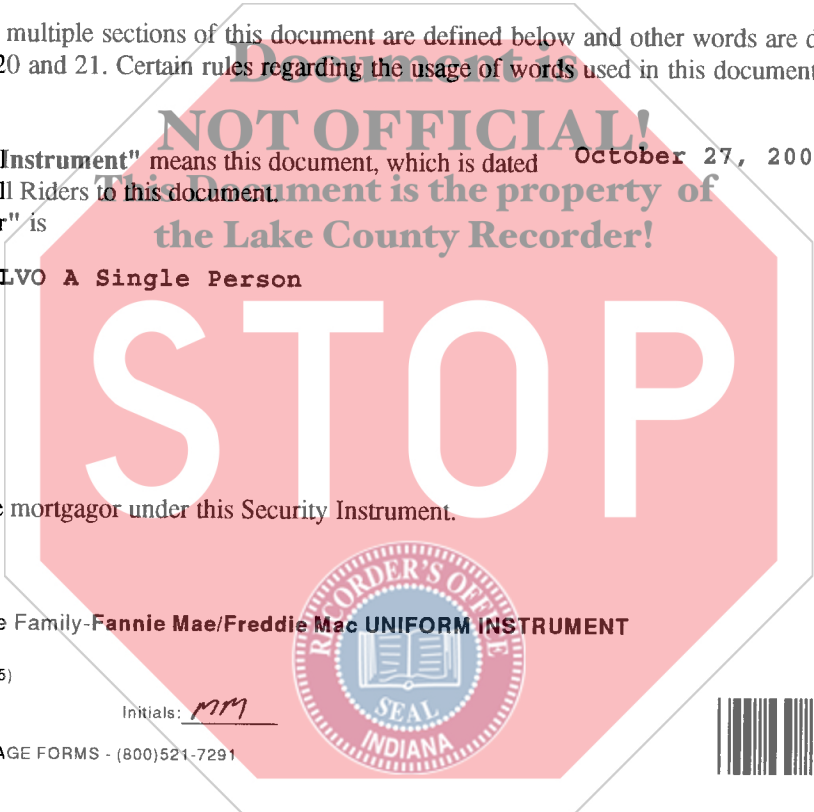 multiple sections of this document are defined below and other words are d
20 and 21. Certain rules regarding the usage of words used in this document
Document is
NOT OFFICIAL!
Instrument" means this document, which is dated October 27, 200
ll Riders to this document.
This Document is the property of
r" is
the Lake County Recorder!
LVO A Single Person
STOP
e mortgagor under this Security Instrument.
RECORDER'S OFFICE
e Family-Fannie Mae/Freddie Mac UNIFORM INSTRUMENT
5)
Initials: MM
SEAL
INDIANA
AGE FORMS - (800)521-7291